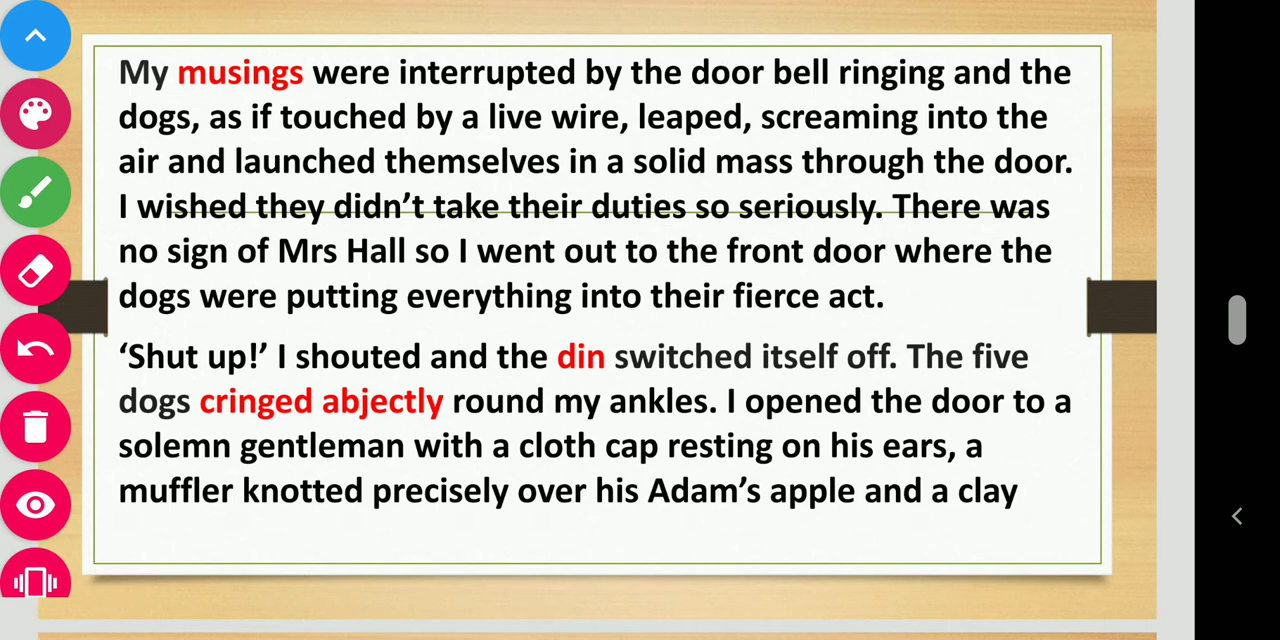 My musings were interrupted by the door bell ringing and the
dogs, as if touched by a live wire, leaped, screaming into the
air and launched themselves in a solid mass through the door.
I wished they didn’t take their duties so seriously. There was
no sign of Mrs Hall so I went out to the front door where the
dogs were putting everything into their fierce act.
‘Shut up!’ I shouted and the din switched itself off. The five
dogs cringed abjectly round my ankles. I opened the door to a
solemn gentleman with a cloth cap resting on his ears, a
muffler knotted precisely over his Adam’s apple and a clay